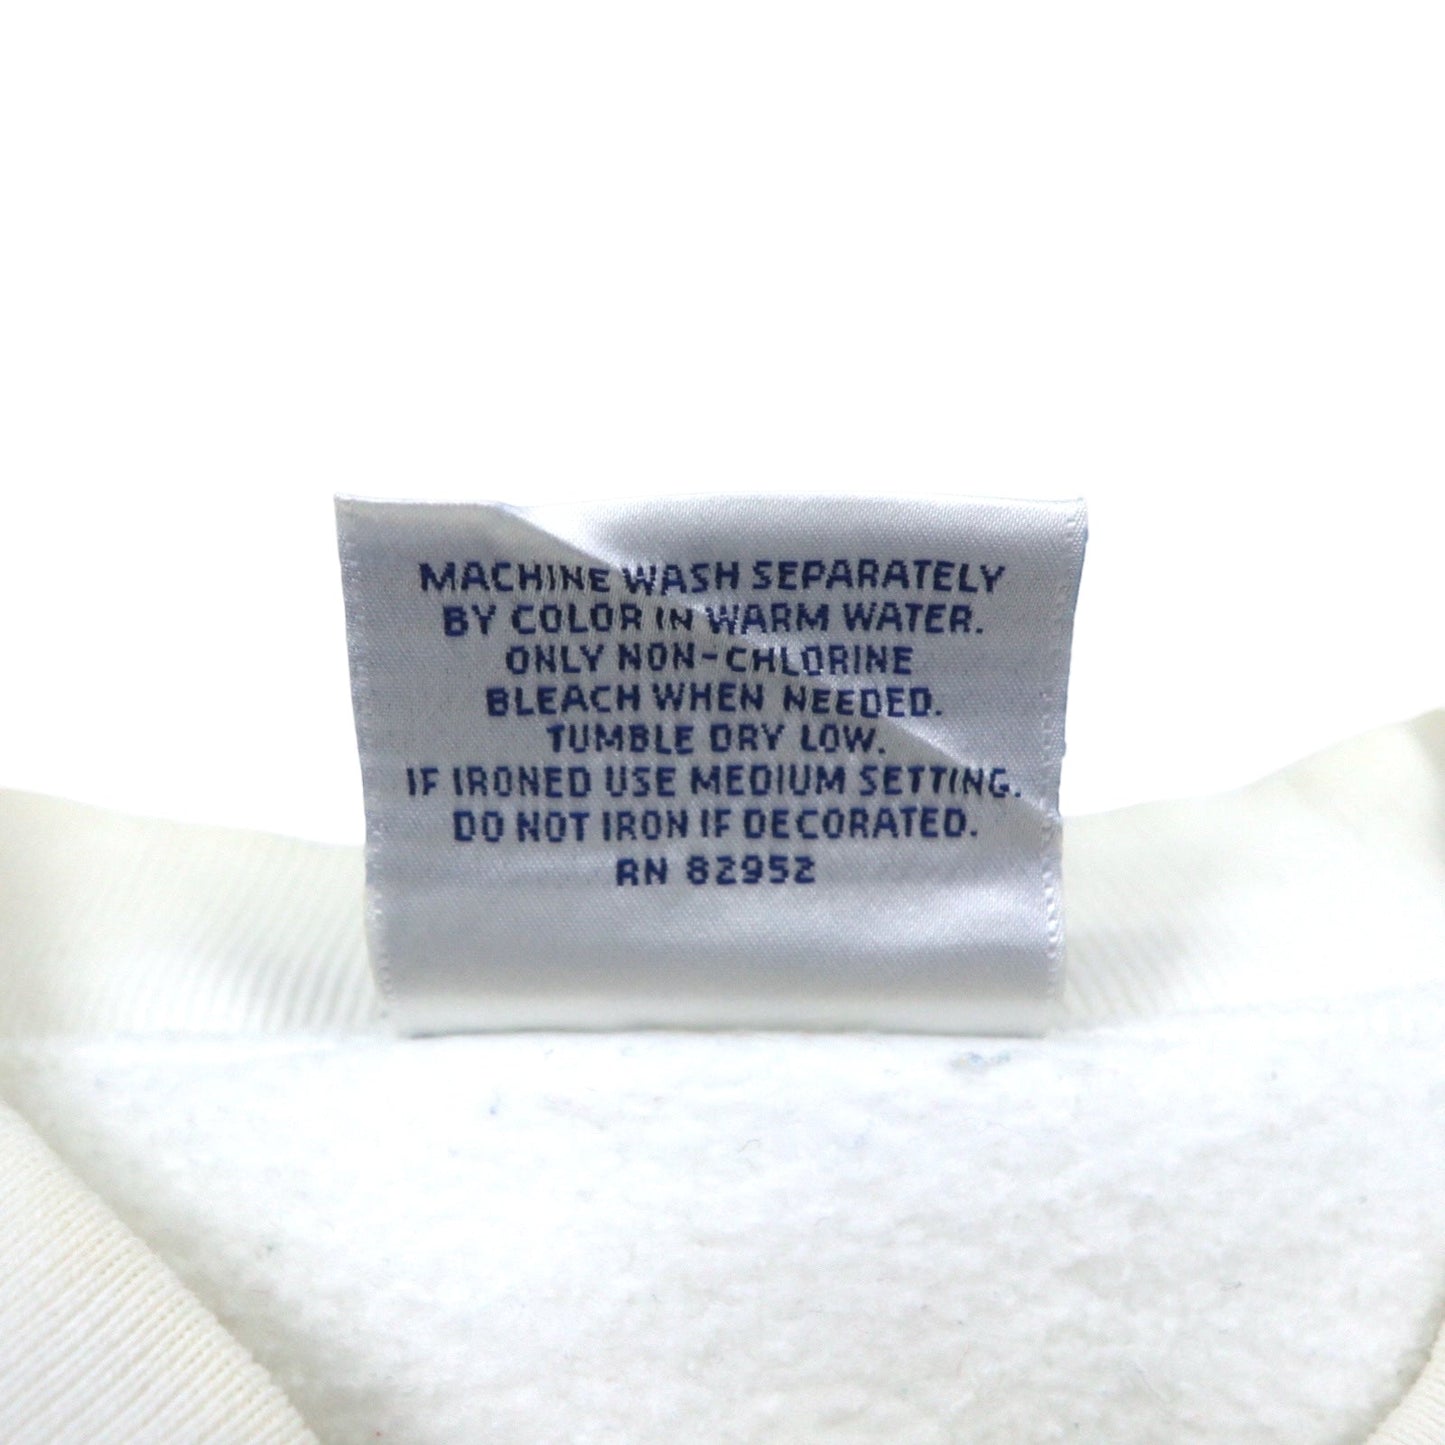 MACHINE WASH SEPARATELY
BY COLOR IN WARM WATER.
ONLY NON-CHLORINE
BLEACH WHEN NEEDED.
TUMBLE DRY LOW.
IF IRONED USE MEDIUM SETTING.
DO NOT IRON IF DECORATED.
RN 82952